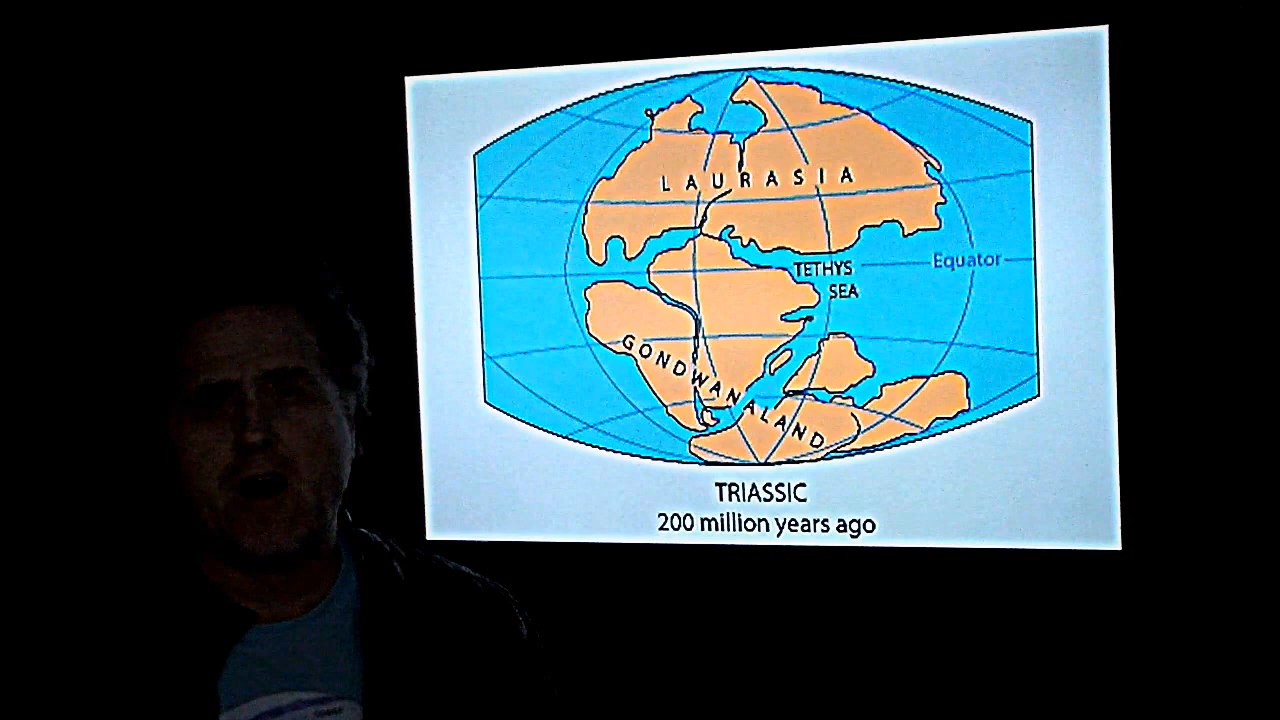 LAURASIA
TETHYS
SEA
Equator
GONDWANALAND
TRIASSIC
200 million years ago